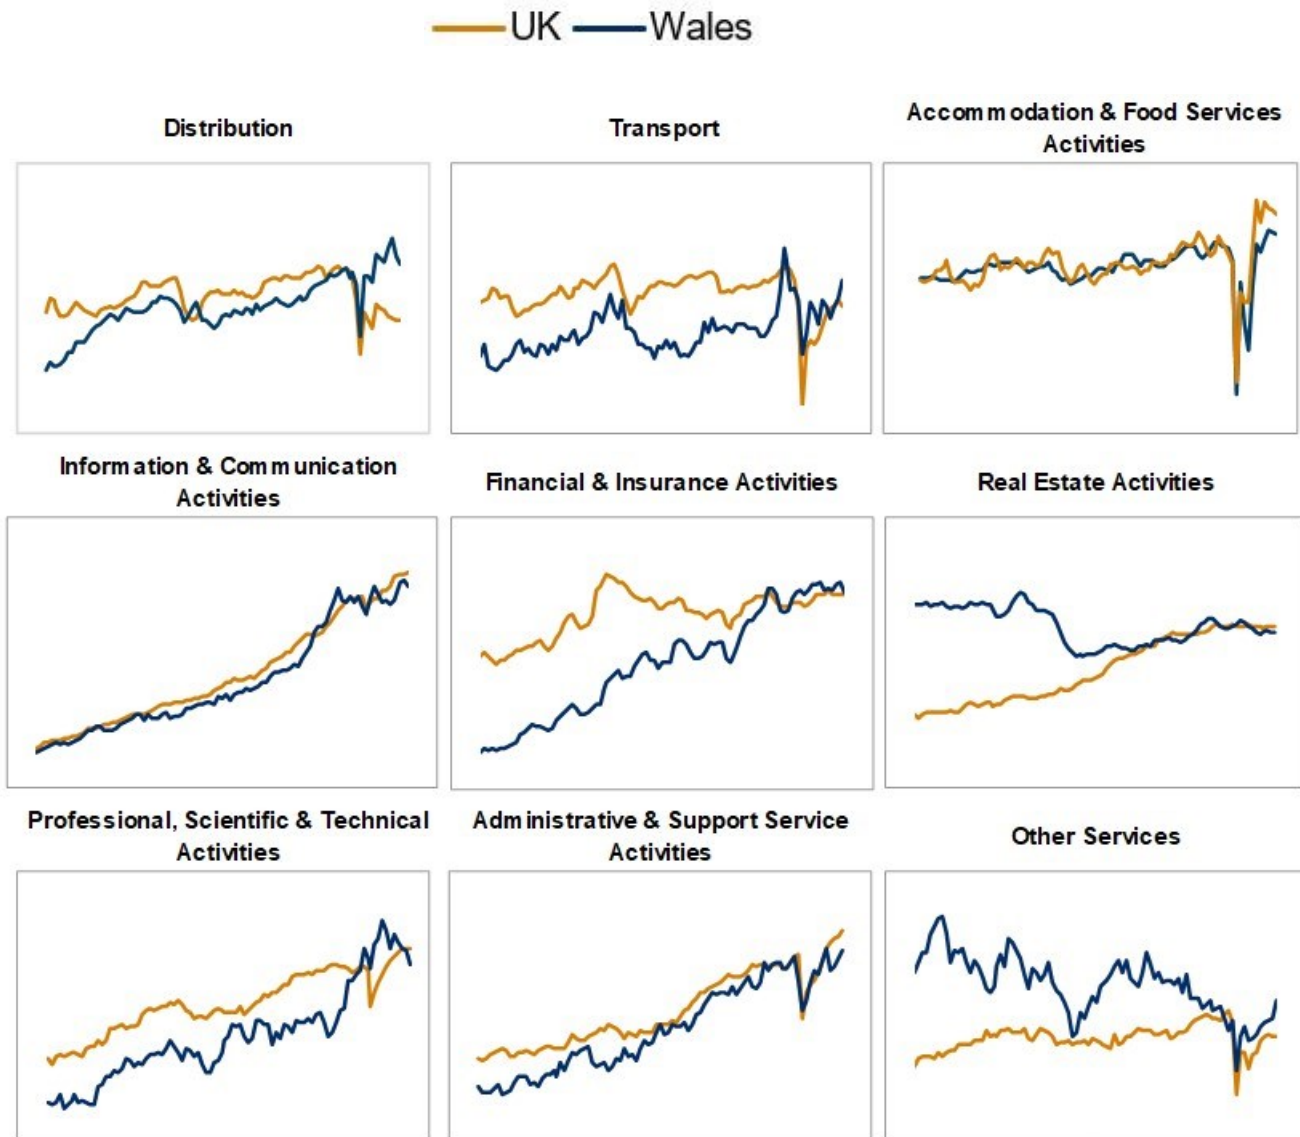 UK Wales
Distribution
Transport
Accommodation & Food Services
Activities
Information & Communication
Activities
Financial & Insurance Activities
Real Estate Activities
Professional, Scientific & Technical
Activities
Administrative & Support Service
Activities
Other Services